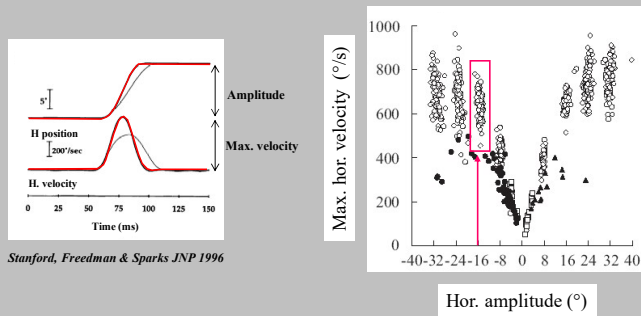 5°
Amplitude
H position
200°/sec
Max. velocity
H. velocity
0 25 50 75 100 125 150
Time (ms)
Stanford, Freedman & Sparks JNP 1996
Max. hor. velocity (°/s)
1000
800
600
400
200
0
-40 -32 -24 -16 -8 0 8 16 24 32 40
Hor. amplitude (°)